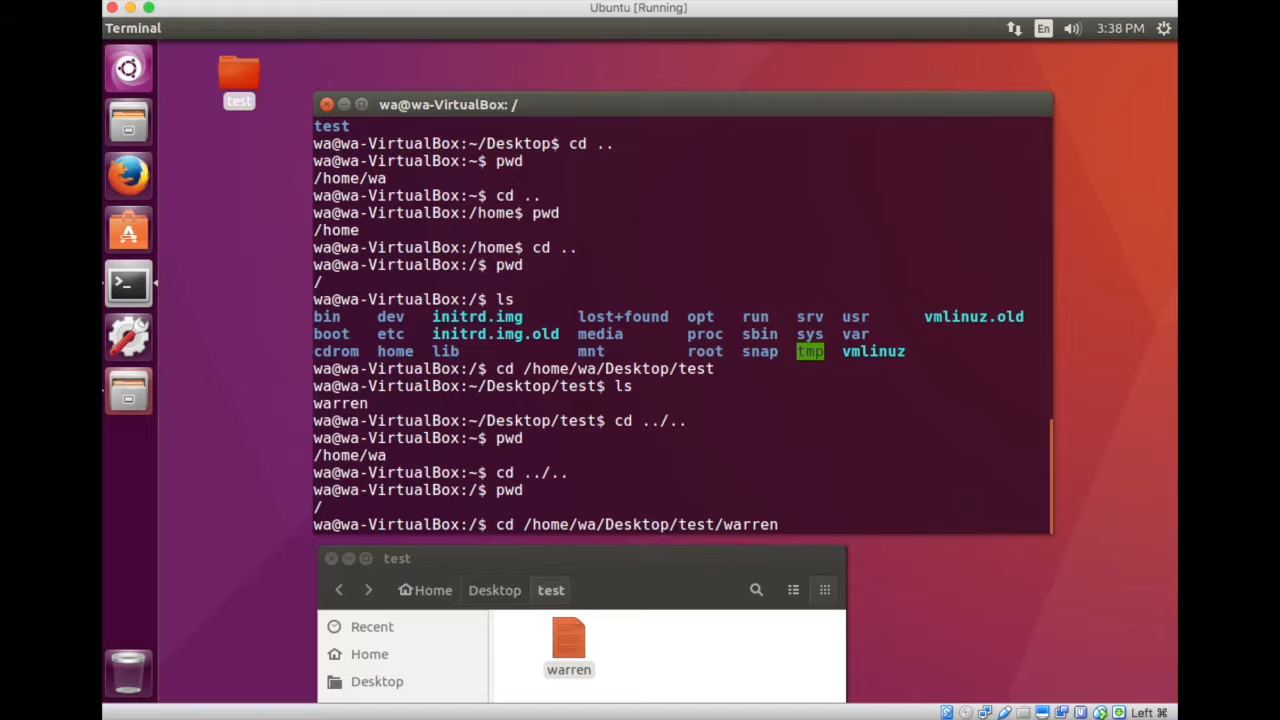 Ubuntu [Running]
Terminal
En
3:38 PM
test
wa@wa-VirtualBox: /
test
wa@wa-VirtualBox:~/Desktop$ cd ..
wa@wa-VirtualBox:~$ pwd
/home/wa
wa@wa-VirtualBox:~$ cd ..
wa@wa-VirtualBox:/home$ pwd
/home
wa@wa-VirtualBox:/home$ cd ..
wa@wa-VirtualBox:/$ pwd
/
wa@wa-VirtualBox:/$ ls
bin dev initrd.img lost+found opt run srv usr vmlinuz.old
boot etc initrd.img.old media proc sbin sys var
cdrom home lib mnt root snap tmp vmlinuz
wa@wa-VirtualBox:/$ cd /home/wa/Desktop/test
wa@wa-VirtualBox:~/Desktop/test$ ls
warren
wa@wa-VirtualBox:~/Desktop/test$ cd ../..
wa@wa-VirtualBox:~$ pwd
/home/wa
wa@wa-VirtualBox:~$ cd ../..
wa@wa-VirtualBox:/$ pwd
/
wa@wa-VirtualBox:/$ cd /home/wa/Desktop/test/warren
test
Home Desktop test
Recent
Home
Desktop
warren
Left ⌘